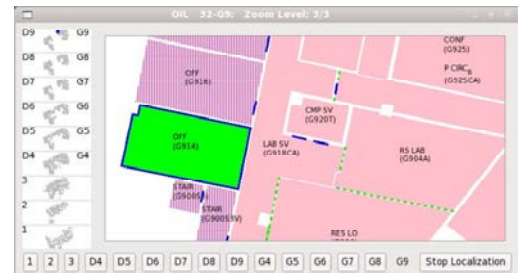 OIL 32-G9: Zoom Level: 3/3
D9 G9
D8 G8
D7 G7
D6 G6
D5 G5
D4 G4
3
2
1
CONF
(G925)
P CIRC
(G925CA)
OFF
(G916)
CMP SV
(G920T)
OFF
(G914)
LAB SV
(G918CA)
RS LAB
(G904A)
STAIR
STAIR
RES LO
1 2 3 D4 D5 D6 D7 D8 D9 G4 G5 G6 G7 G8 G9 Stop Localization